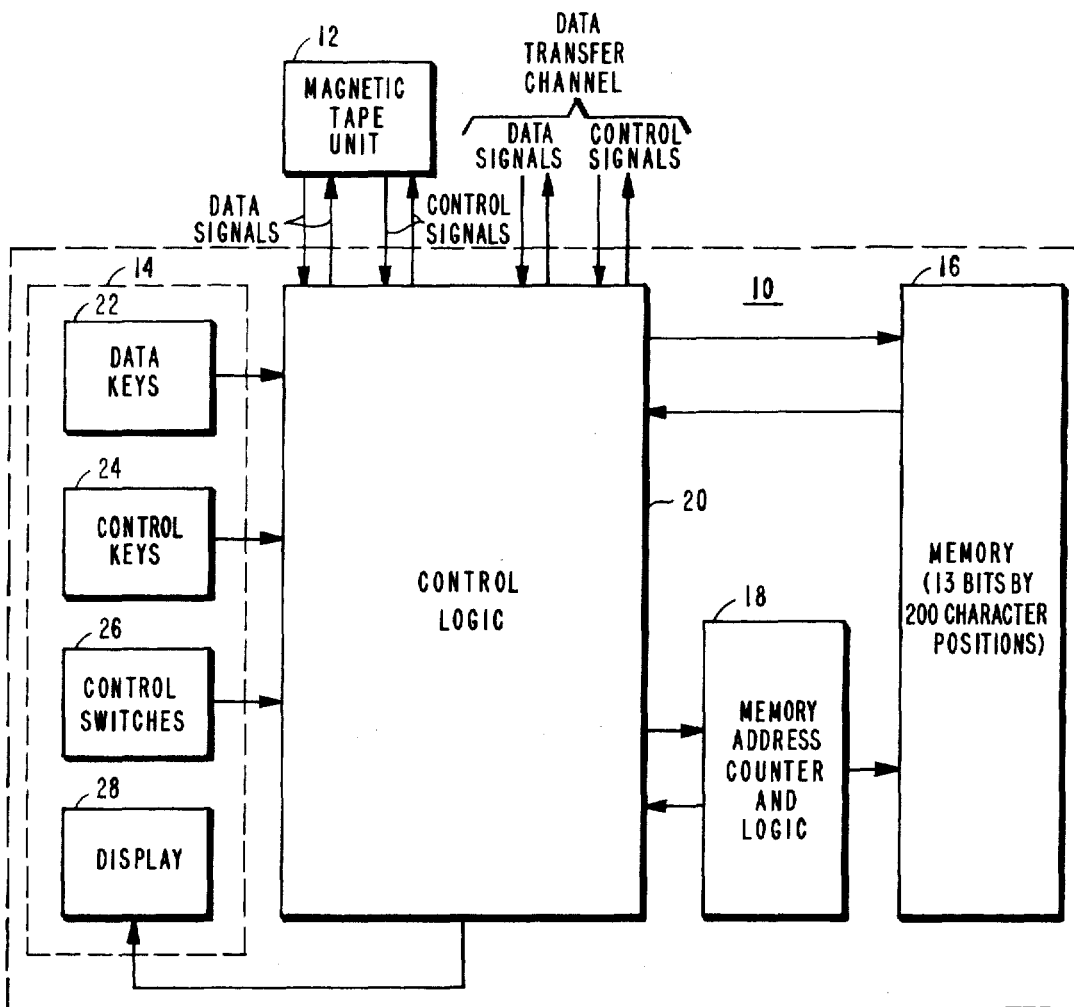 12
MAGNETIC
TAPE
UNIT
DATA
TRANSFER
CHANNEL
DATA
SIGNALS
CONTROL
SIGNALS
DATA
SIGNALS
CONTROL
SIGNALS
14
10
16
22
DATA
KEYS
24
CONTROL
KEYS
26
CONTROL
SWITCHES
28
DISPLAY
CONTROL
LOGIC
20
18
MEMORY
ADDRESS
COUNTER
AND
LOGIC
MEMORY
(13 BITS BY
200 CHARACTER
POSITIONS)